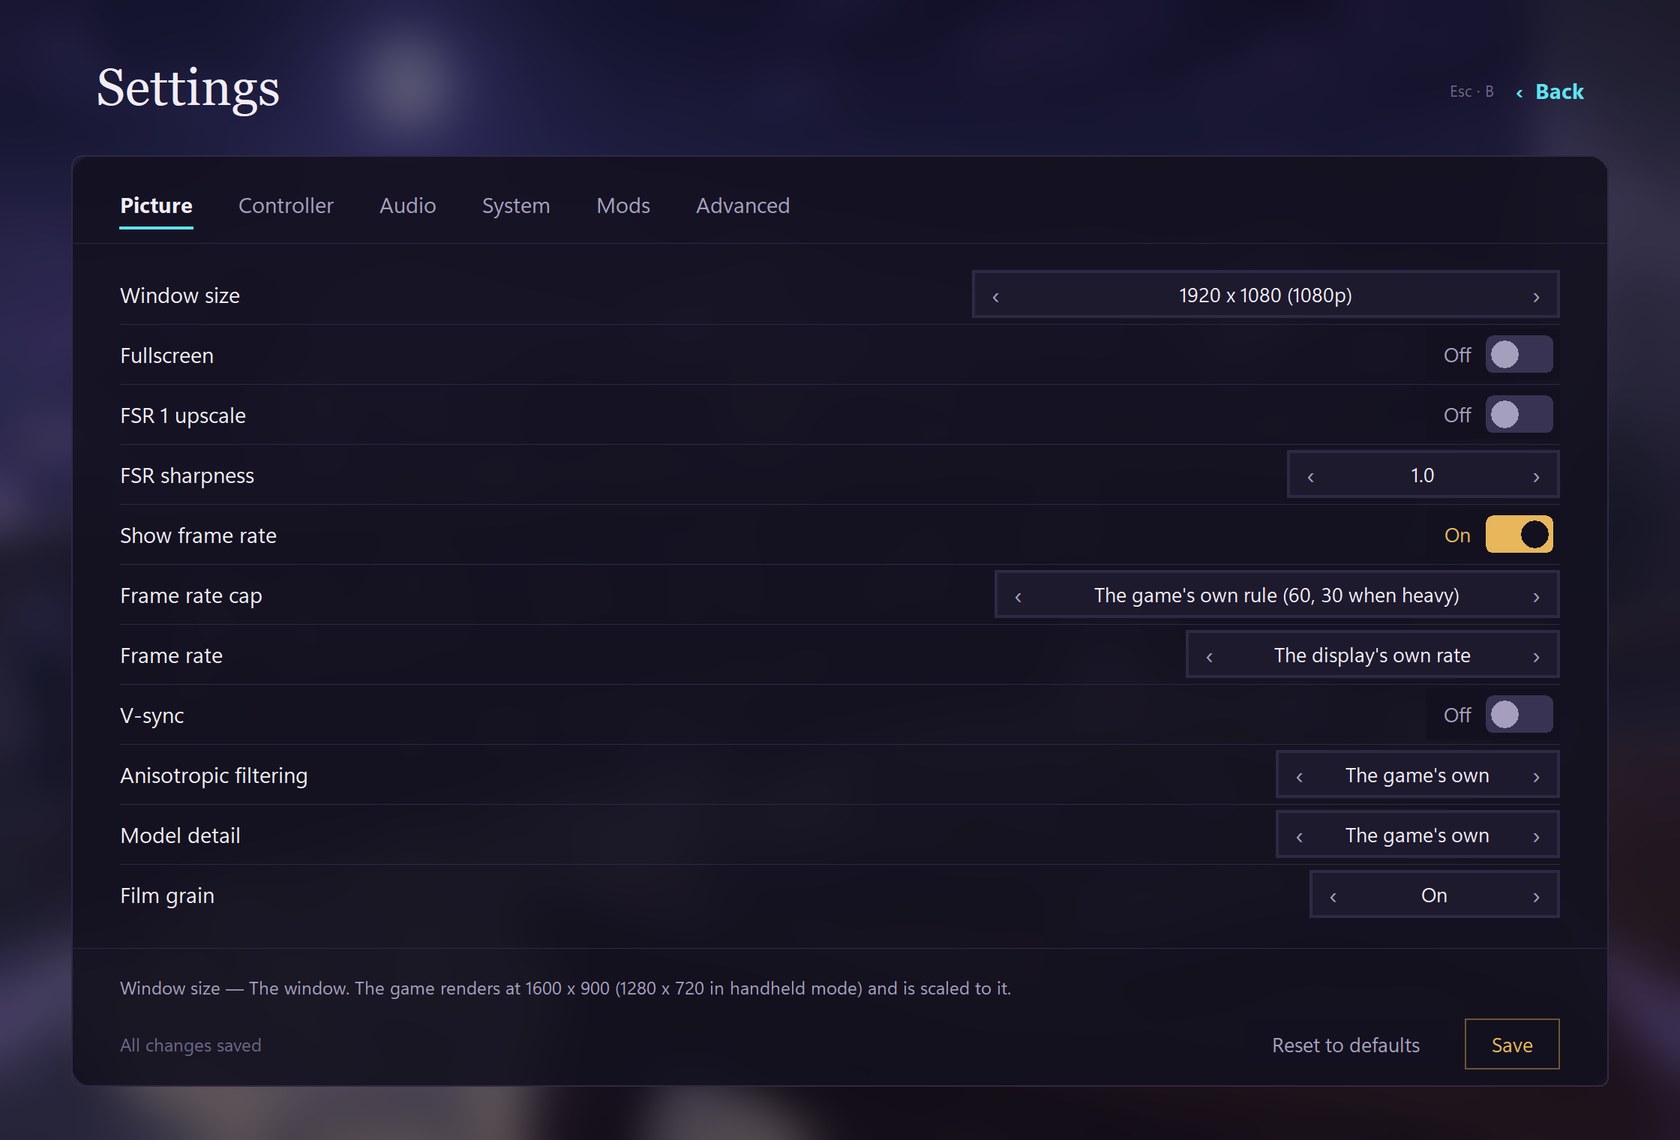 Settings
Esc · B ‹ Back
Picture Controller Audio System Mods Advanced
Window size ‹ 1920 x 1080 (1080p) ›
Fullscreen Off
FSR 1 upscale Off
FSR sharpness ‹ 1.0 ›
Show frame rate On
Frame rate cap ‹ The game's own rule (60, 30 when heavy) ›
Frame rate ‹ The display's own rate ›
V-sync Off
Anisotropic filtering ‹ The game's own ›
Model detail ‹ The game's own ›
Film grain ‹ On ›
Window size — The window. The game renders at 1600 x 900 (1280 x 720 in handheld mode) and is scaled to it.
All changes saved Reset to defaults Save